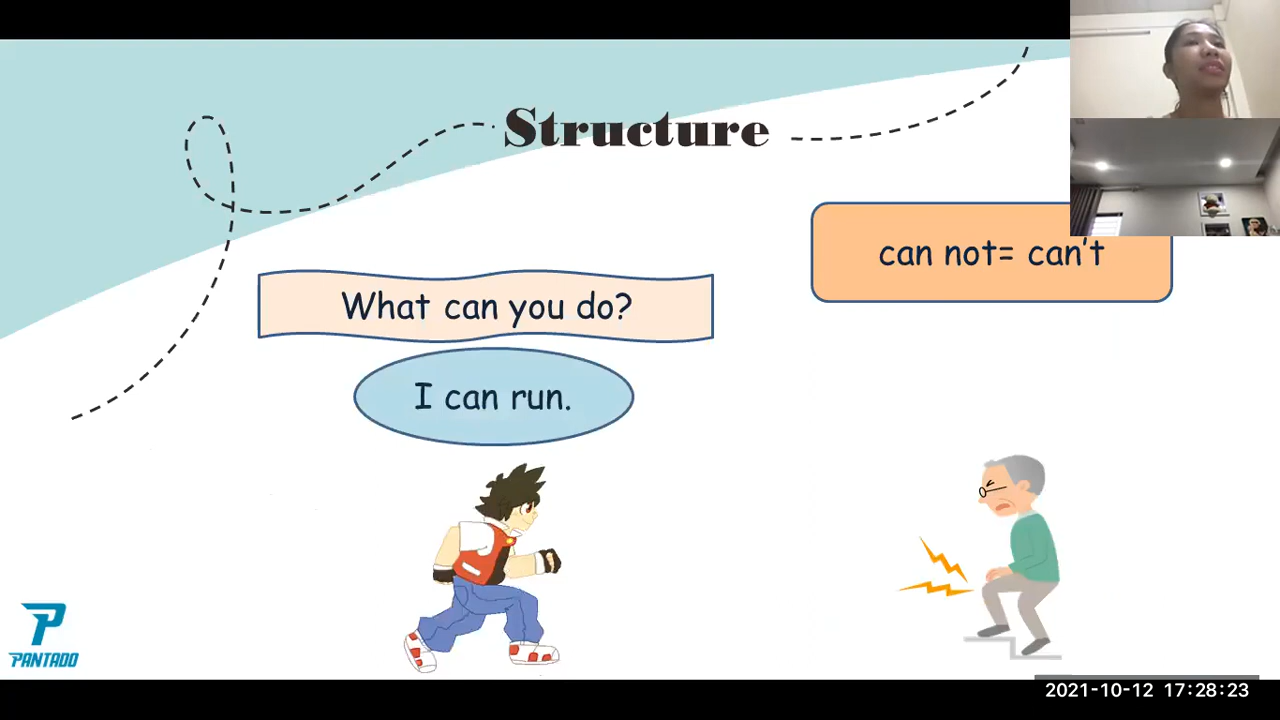 Structure
can not= can't
What can you do?
I can run.
PANTADO
2021-10-12 17:28:23